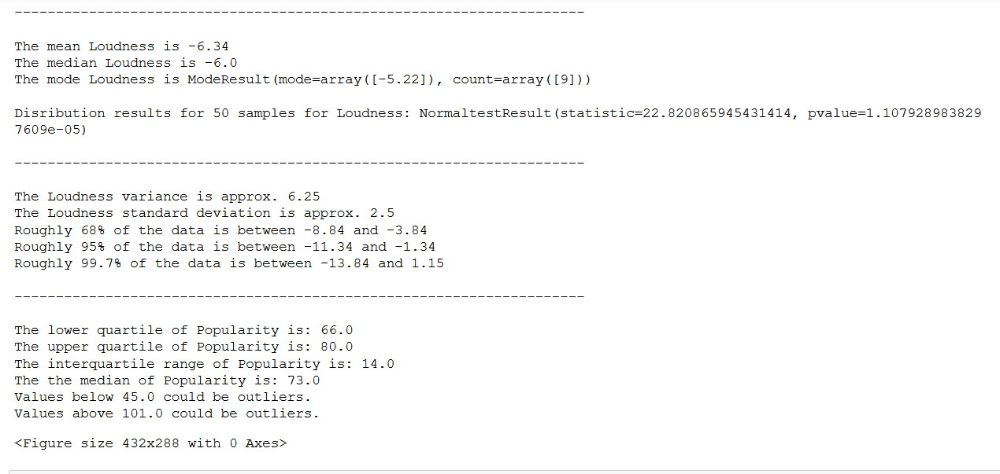 ---------------------------------------------------------------------
The mean Loudness is -6.34
The median Loudness is -6.0
The mode Loudness is ModeResult(mode=array([-5.22]), count=array([9]))
Disribution results for 50 samples for Loudness: NormaltestResult(statistic=22.820865945431414, pvalue=1.107928983829
7609e-05)
---------------------------------------------------------------------
The Loudness variance is approx. 6.25
The Loudness standard deviation is approx. 2.5
Roughly 68% of the data is between -8.84 and -3.84
Roughly 95% of the data is between -11.34 and -1.34
Roughly 99.7% of the data is between -13.84 and 1.15
---------------------------------------------------------------------
The lower quartile of Popularity is: 66.0
The upper quartile of Popularity is: 80.0
The interquartile range of Popularity is: 14.0
The the median of Popularity is: 73.0
Values below 45.0 could be outliers.
Values above 101.0 could be outliers.
<Figure size 432x288 with 0 Axes>